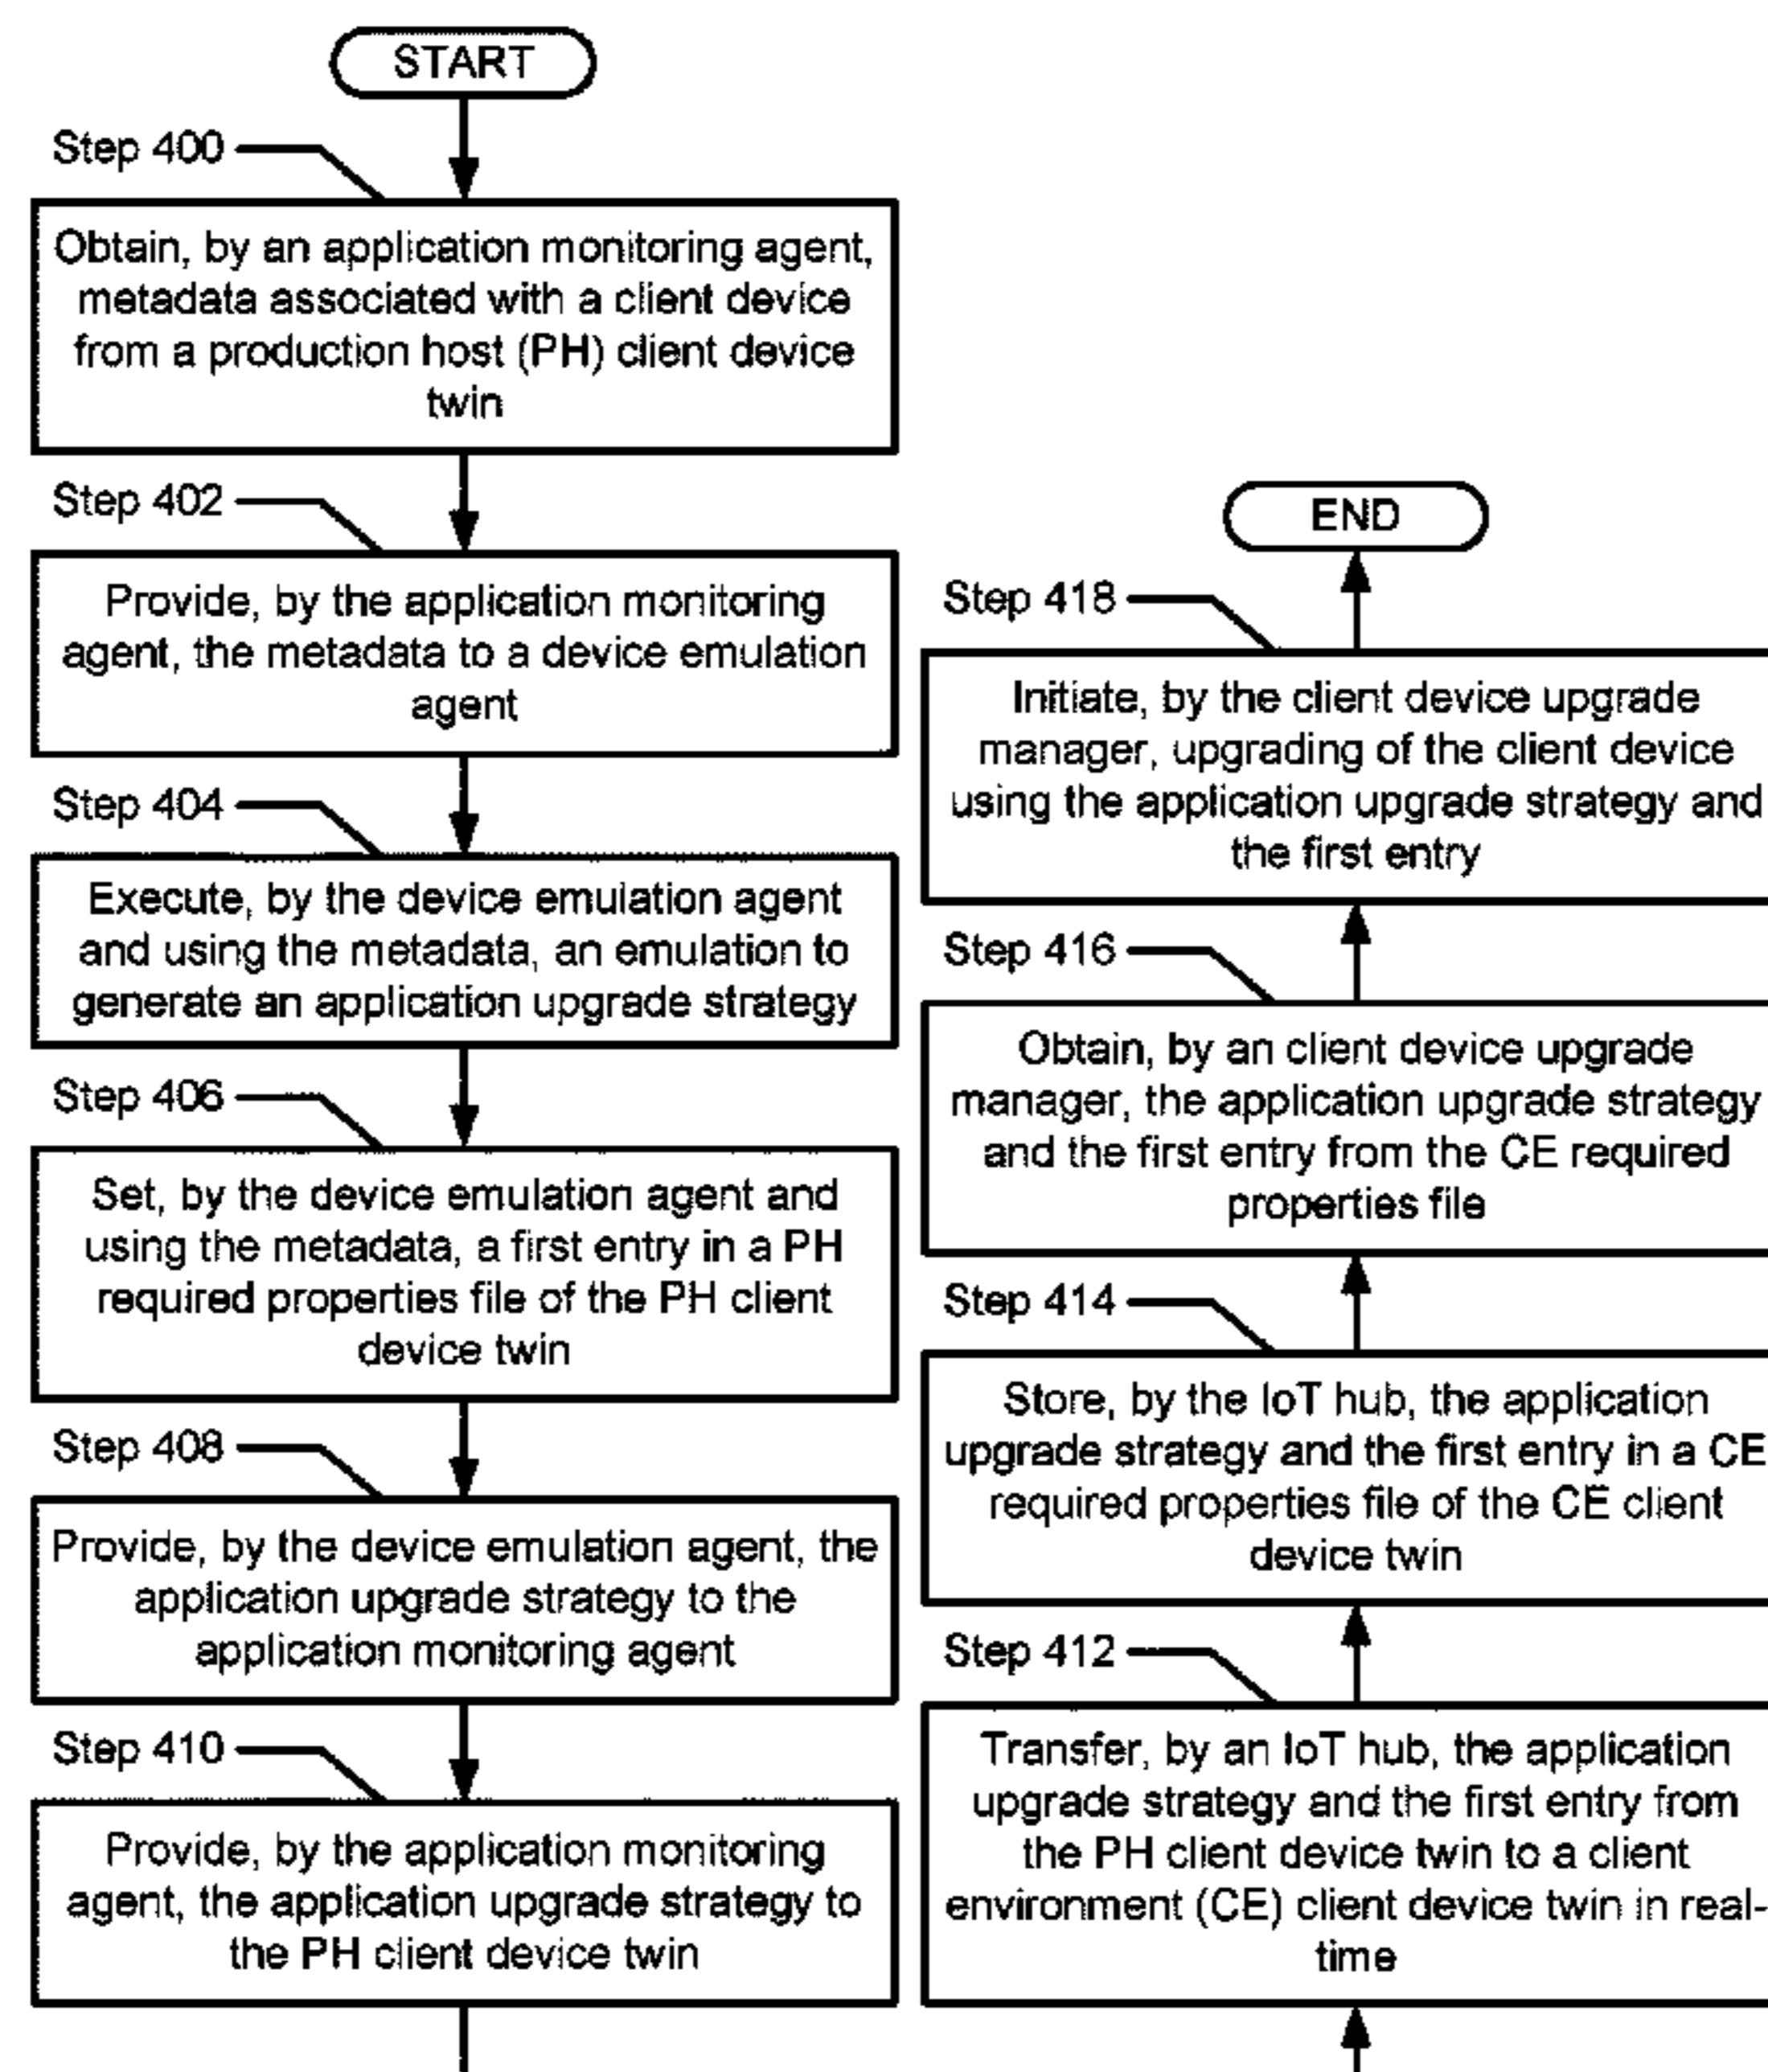 START
Step 400
Obtain, by an application monitoring agent,
metadata associated with a client device
from a production host (PH) client device
twin
Step 402
Provide, by the application monitoring
agent, the metadata to a device emulation
agent
Step 404
Execute, by the device emulation agent
and using the metadata, an emulation to
generate an application upgrade strategy
Step 406
Set, by the device emulation agent and
using the metadata, a first entry in a PH
required properties file of the PH client
device twin
Step 408
Provide, by the device emulation agent, the
application upgrade strategy to the
application monitoring agent
Step 410
Provide, by the application monitoring
agent, the application upgrade strategy to
the PH client device twin
Step 412
Transfer, by an IoT hub, the application
upgrade strategy and the first entry from
the PH client device twin to a client
environment (CE) client device twin in real-
time
Step 414
Store, by the IoT hub, the application
upgrade strategy and the first entry in a CE
required properties file of the CE client
device twin
Step 416
Obtain, by an client device upgrade
manager, the application upgrade strategy
and the first entry from the CE required
properties file
Step 418
Initiate, by the client device upgrade
manager, upgrading of the client device
using the application upgrade strategy and
the first entry
END